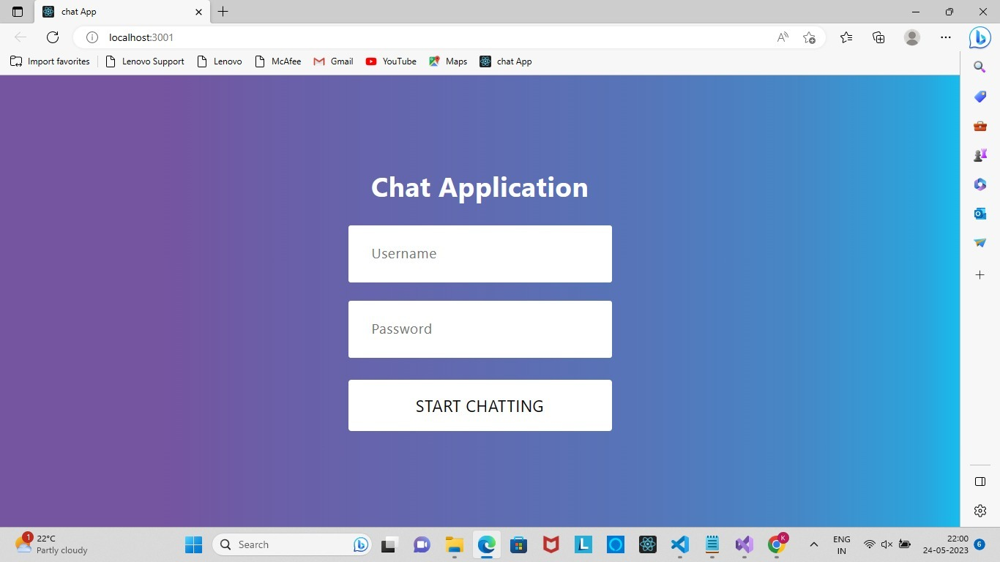 chat App
localhost:3001
Import favorites
Lenovo Support
Lenovo
McAfee
Gmail
YouTube
Maps
chat App
Chat Application
Username
Password
START CHATTING
1
22°C
Partly cloudy
Search
L
K
ENG
IN
22:00
24-05-2023
6